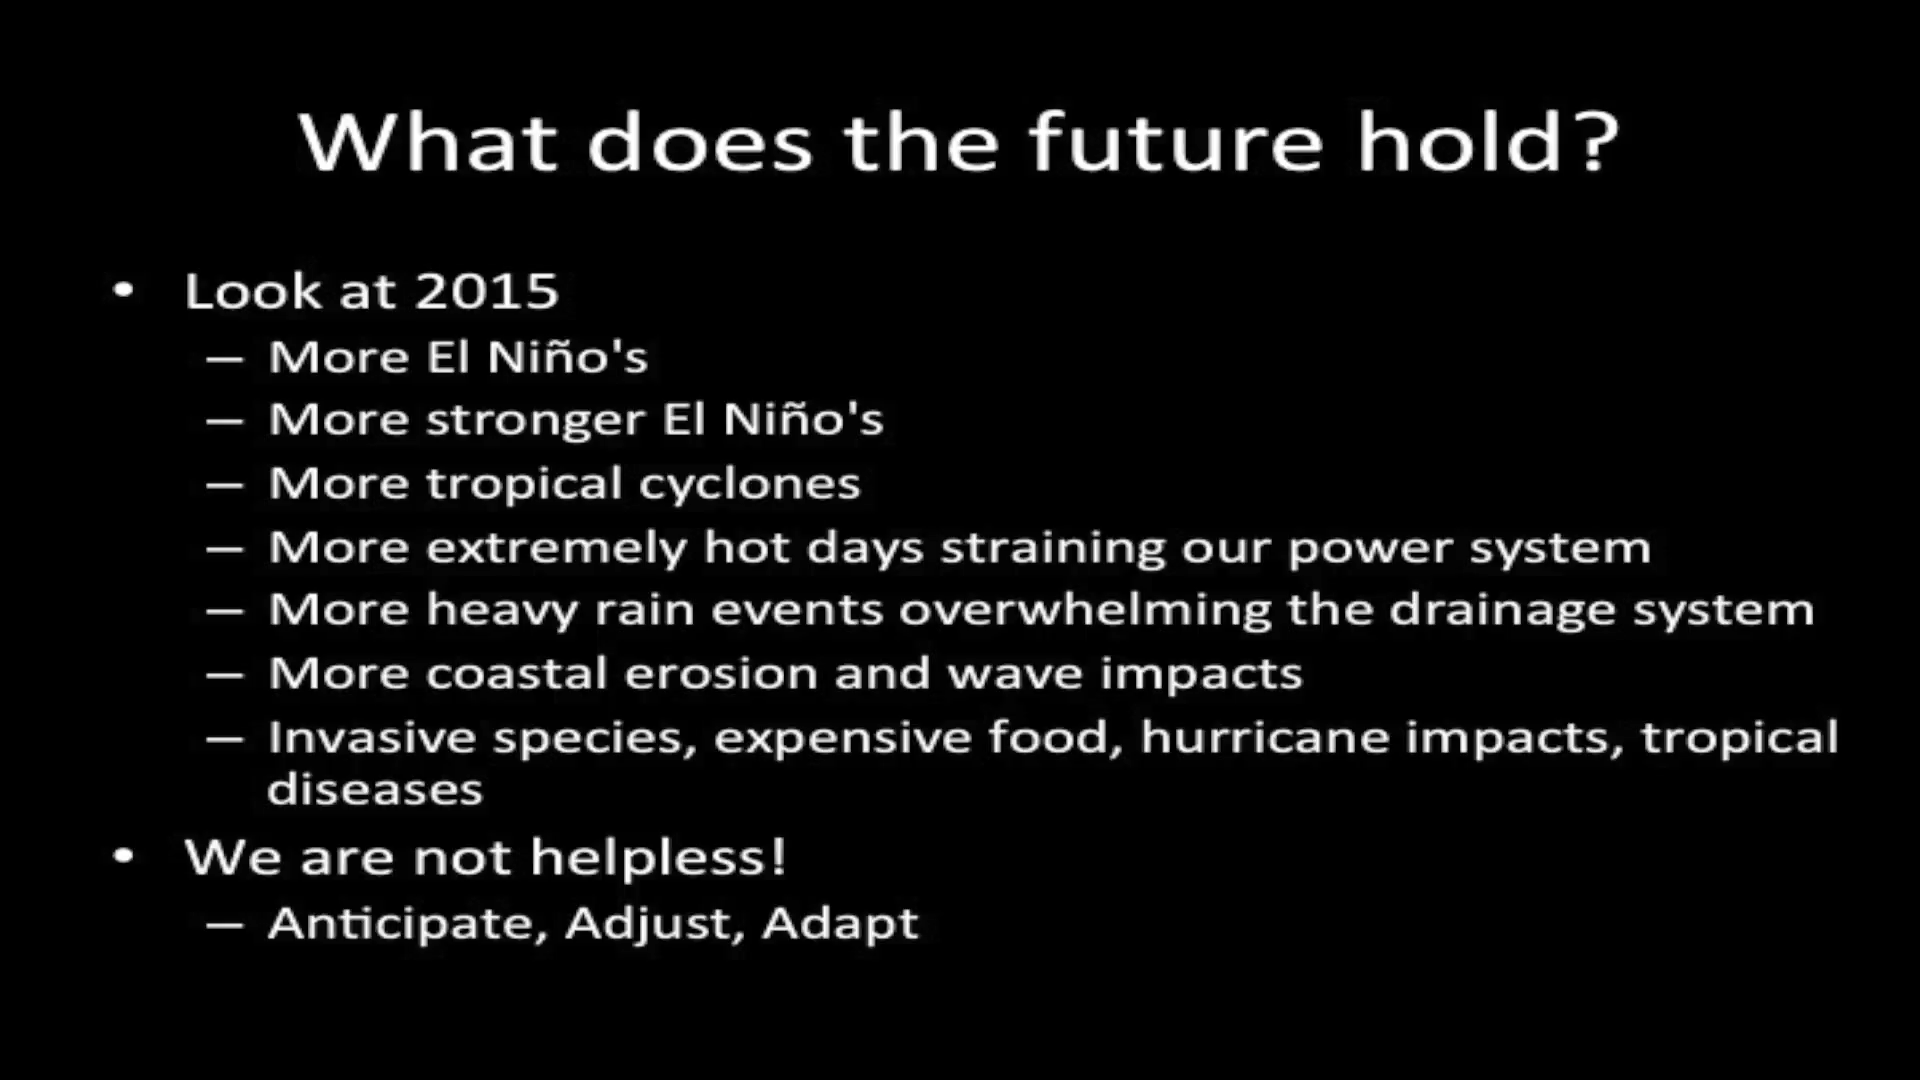 What does the future hold?
• Look at 2015
– More El Niño's
– More stronger El Niño's
– More tropical cyclones
– More extremely hot days straining our power system
– More heavy rain events overwhelming the drainage system
– More coastal erosion and wave impacts
– Invasive species, expensive food, hurricane impacts, tropical
diseases
• We are not helpless!
– Anticipate, Adjust, Adapt